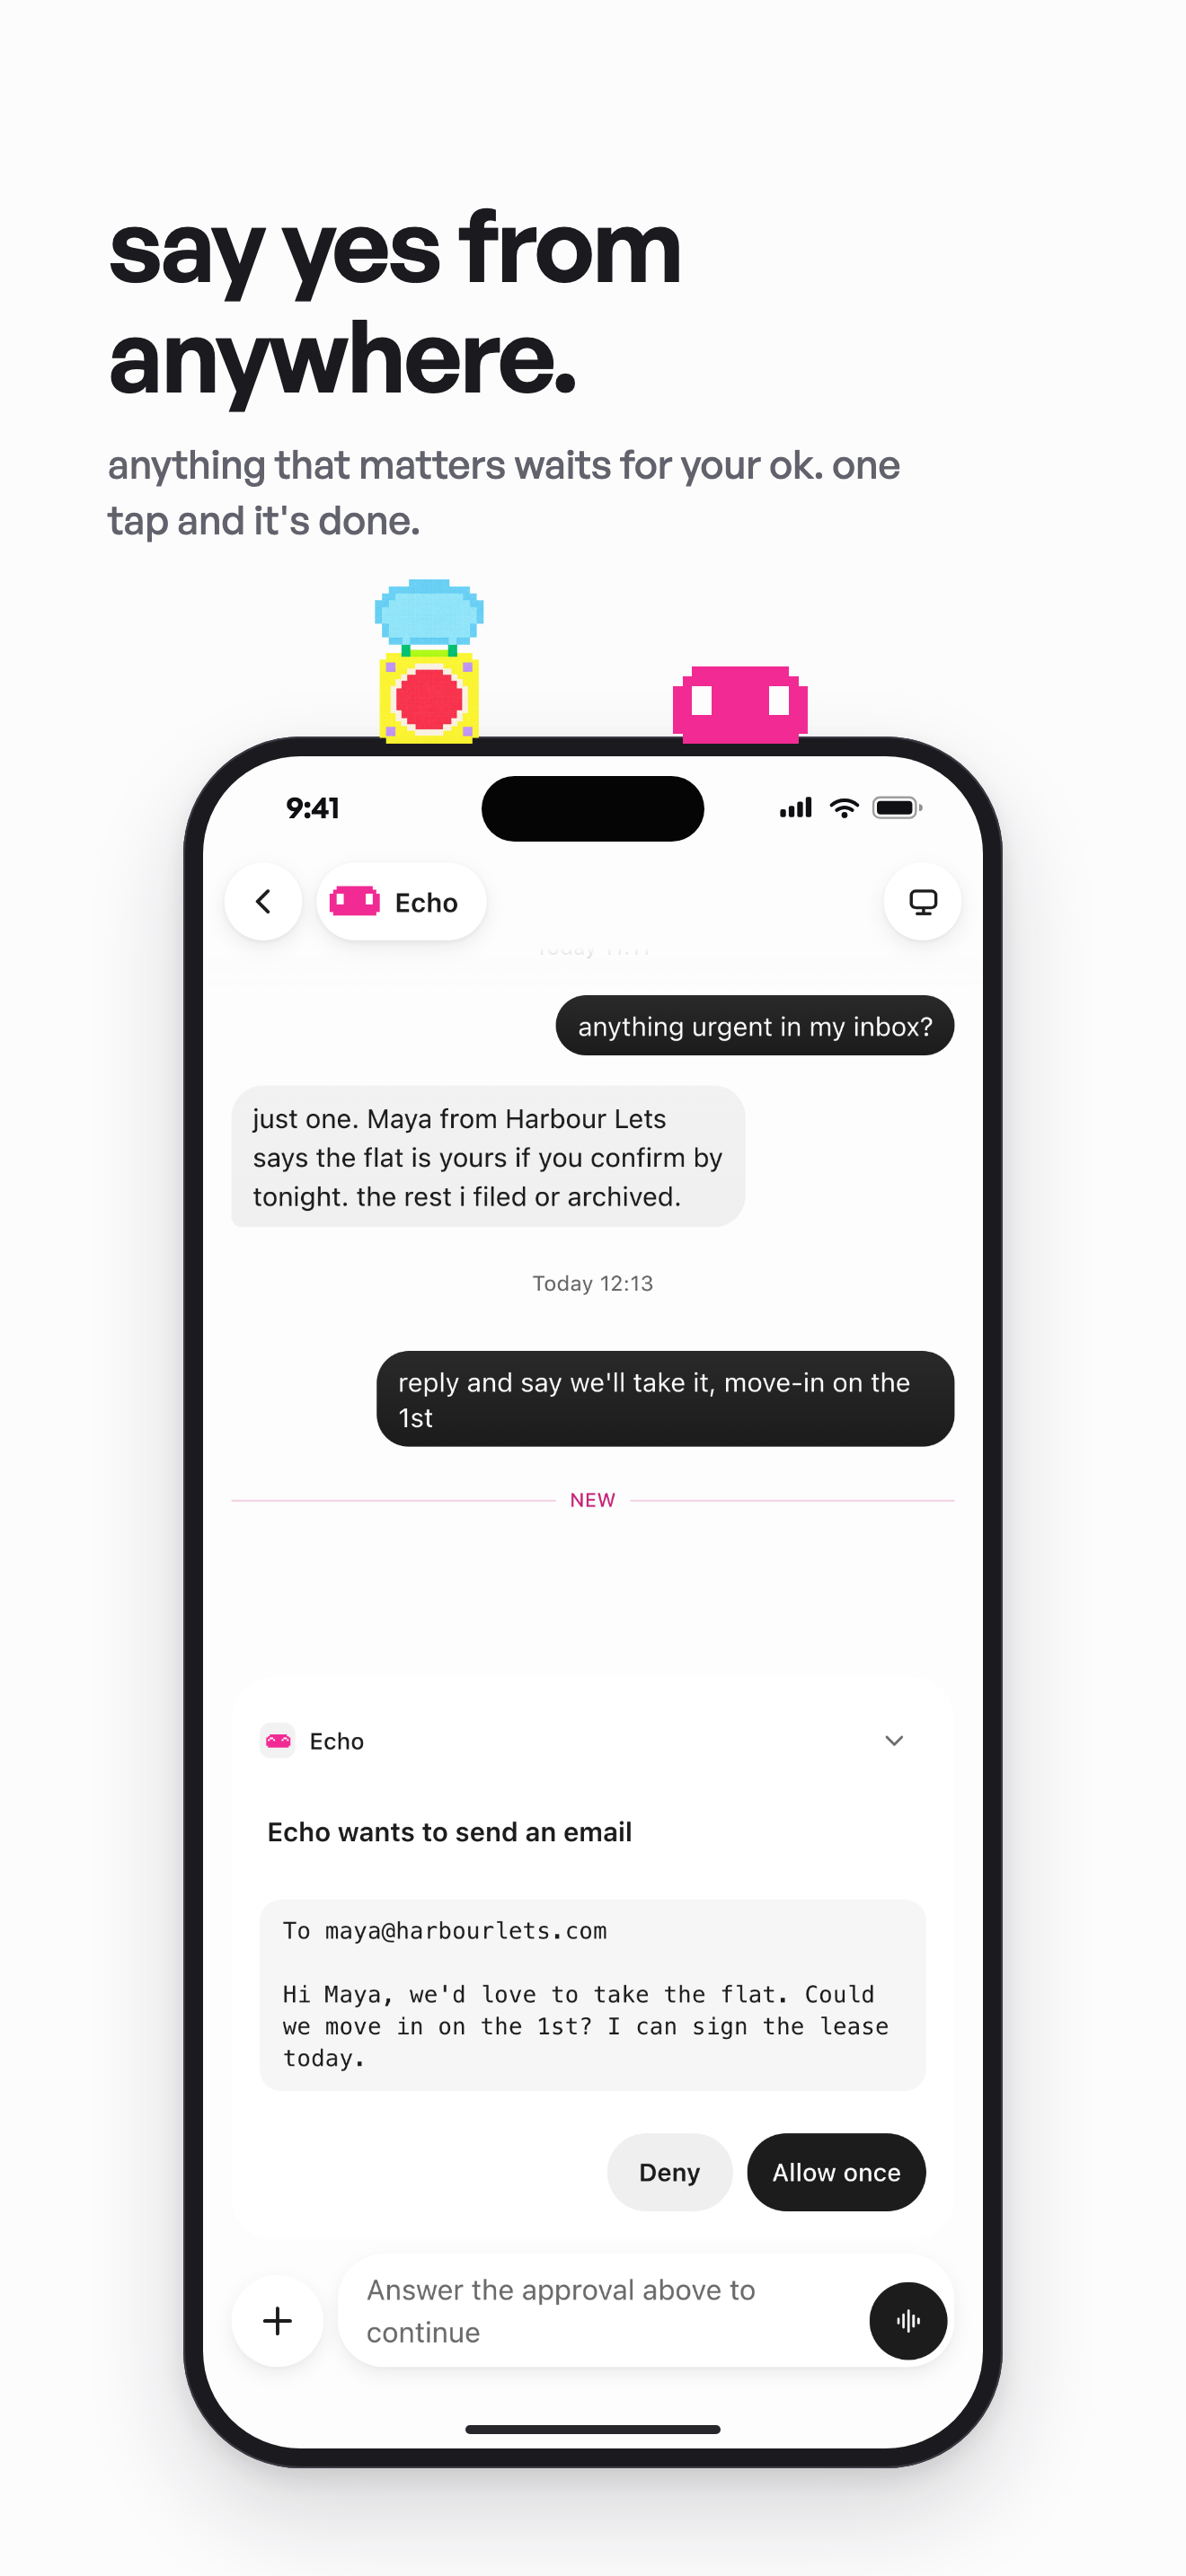 say yes from
anywhere.
anything that matters waits for your ok. one
tap and it's done.
9:41
Echo
anything urgent in my inbox?
just one. Maya from Harbour Lets
says the flat is yours if you confirm by
tonight. the rest i filed or archived.
Today 12:13
reply and say we'll take it, move-in on the
1st
NEW
Echo
Echo wants to send an email
To maya@harbourlets.com
Hi Maya, we'd love to take the flat. Could
we move in on the 1st? I can sign the lease
today.
Deny
Allow once
Answer the approval above to
continue